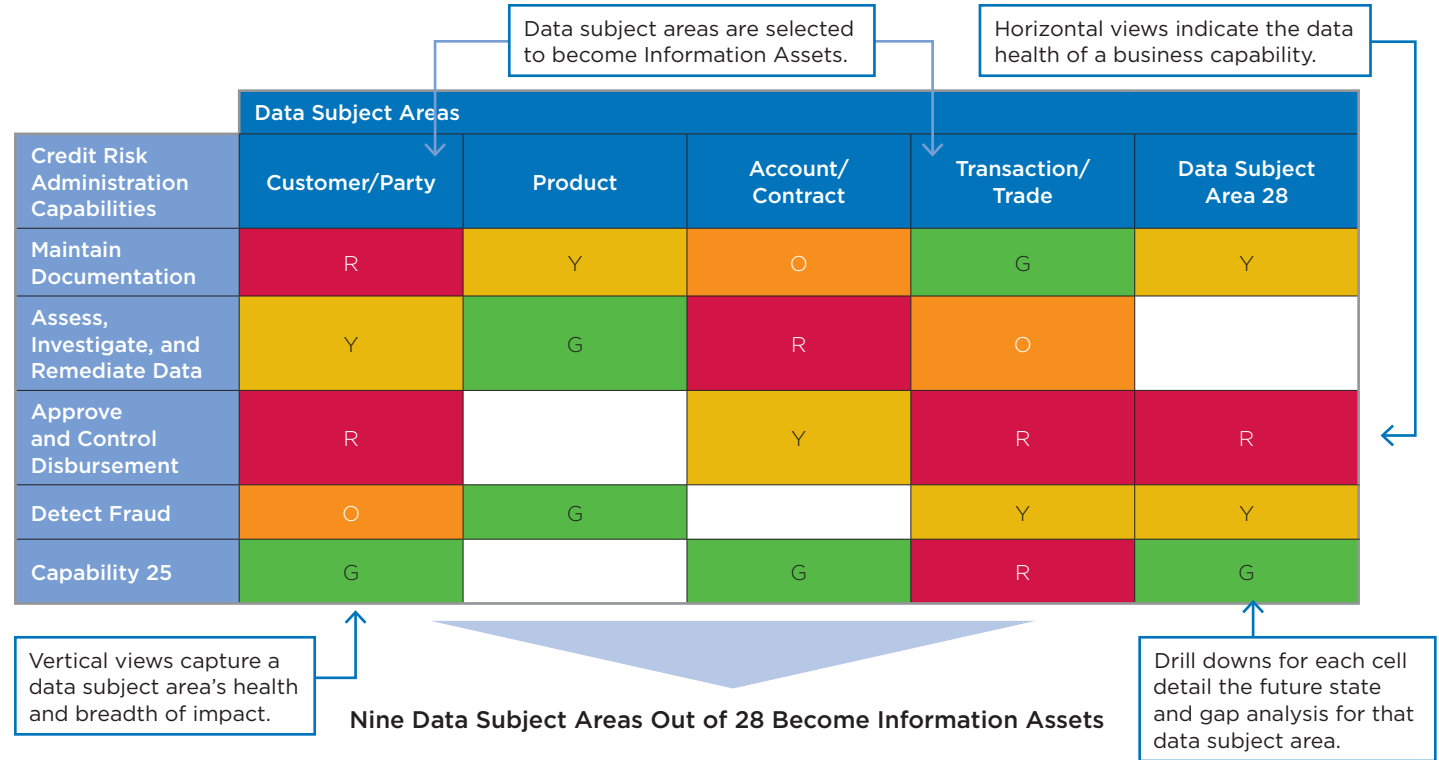 Data subject areas are selected
to become Information Assets.
Horizontal views indicate the data
health of a business capability.
Data Subject Areas
Credit Risk
Administration
Capabilities
Customer/Party
Product
Account/
Contract
Transaction/
Trade
Data Subject
Area 28
Maintain
Documentation
R
Y
O
G
Y
Assess,
Investigate, and
Remediate Data
Y
G
R
O
Approve
and Control
Disbursement
R
Y
R
R
Detect Fraud
O
G
Y
Y
Capability 25
G
G
R
G
Vertical views capture a
data subject area's health
and breadth of impact.
Nine Data Subject Areas Out of 28 Become Information Assets
Drill downs for each cell
detail the future state
and gap analysis for that
data subject area.